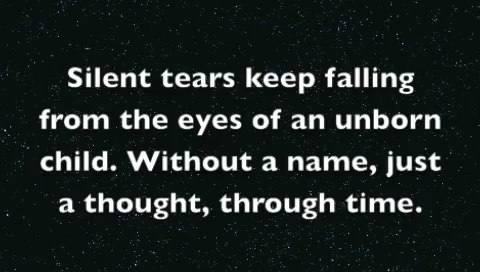 Silent tears keep falling
from the eyes of an unborn
child. Without a name, just
a thought, through time.